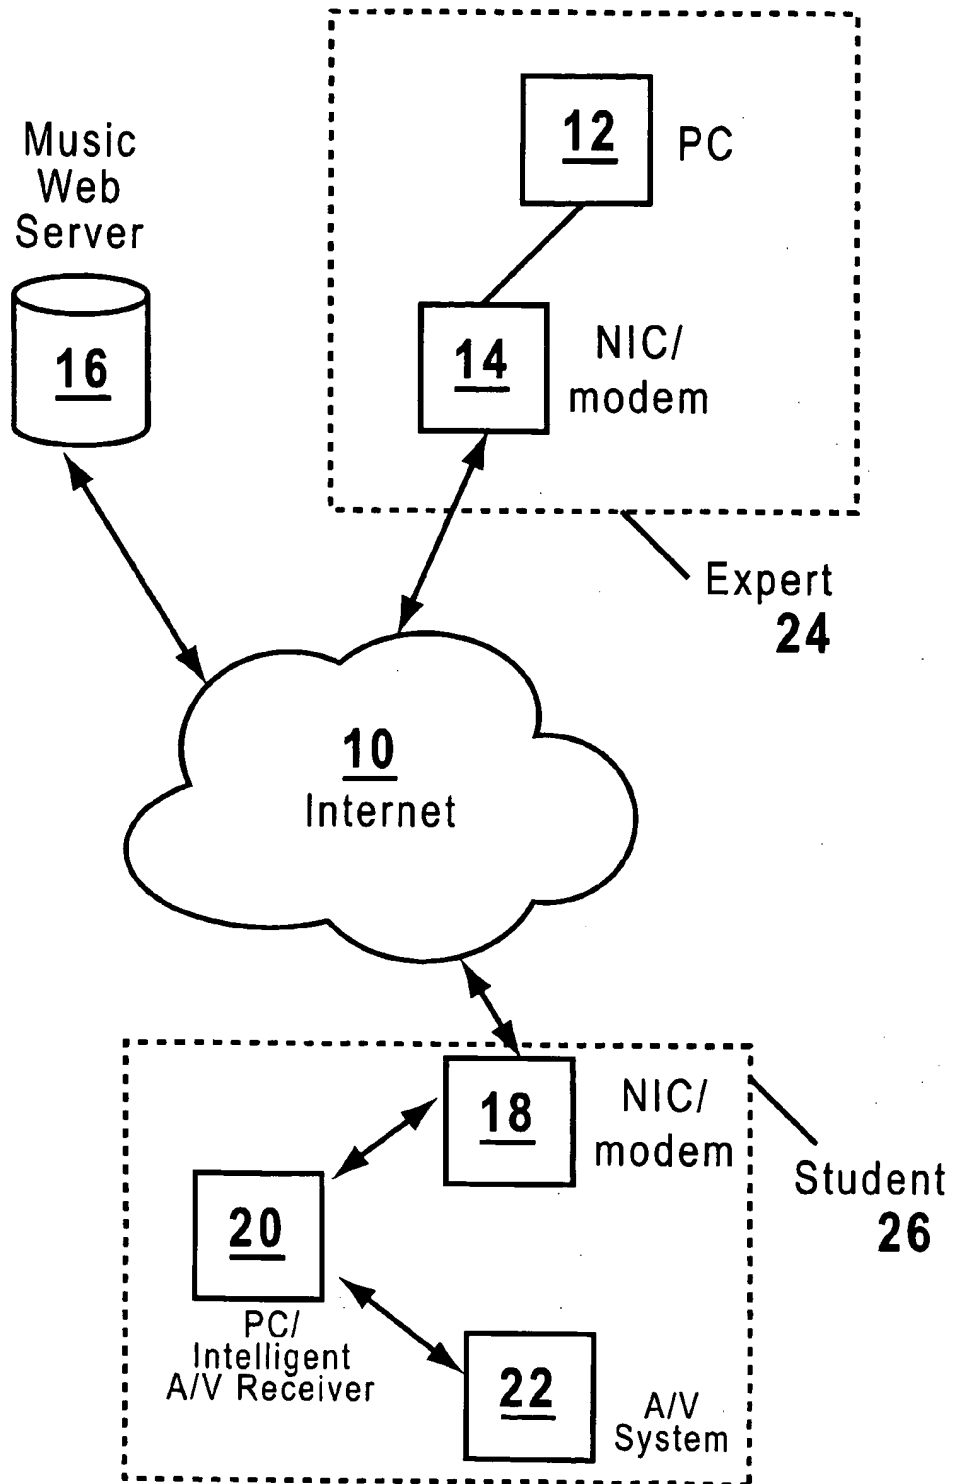 12
PC
Music
Web
Server
16
14
NIC/
modem
Expert
24
10
Internet
18
NIC/
modem
Student
26
20
PC/
Intelligent
A/V Receiver
22
A/V
System